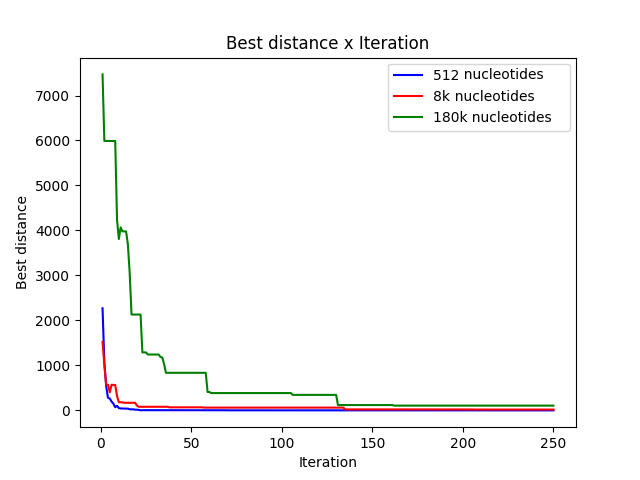 Best distance x Iteration
512 nucleotides
8k nucleotides
180k nucleotides
7000
6000
5000
4000
3000
2000
1000
0
Best distance
0 50 100 150 200 250
Iteration